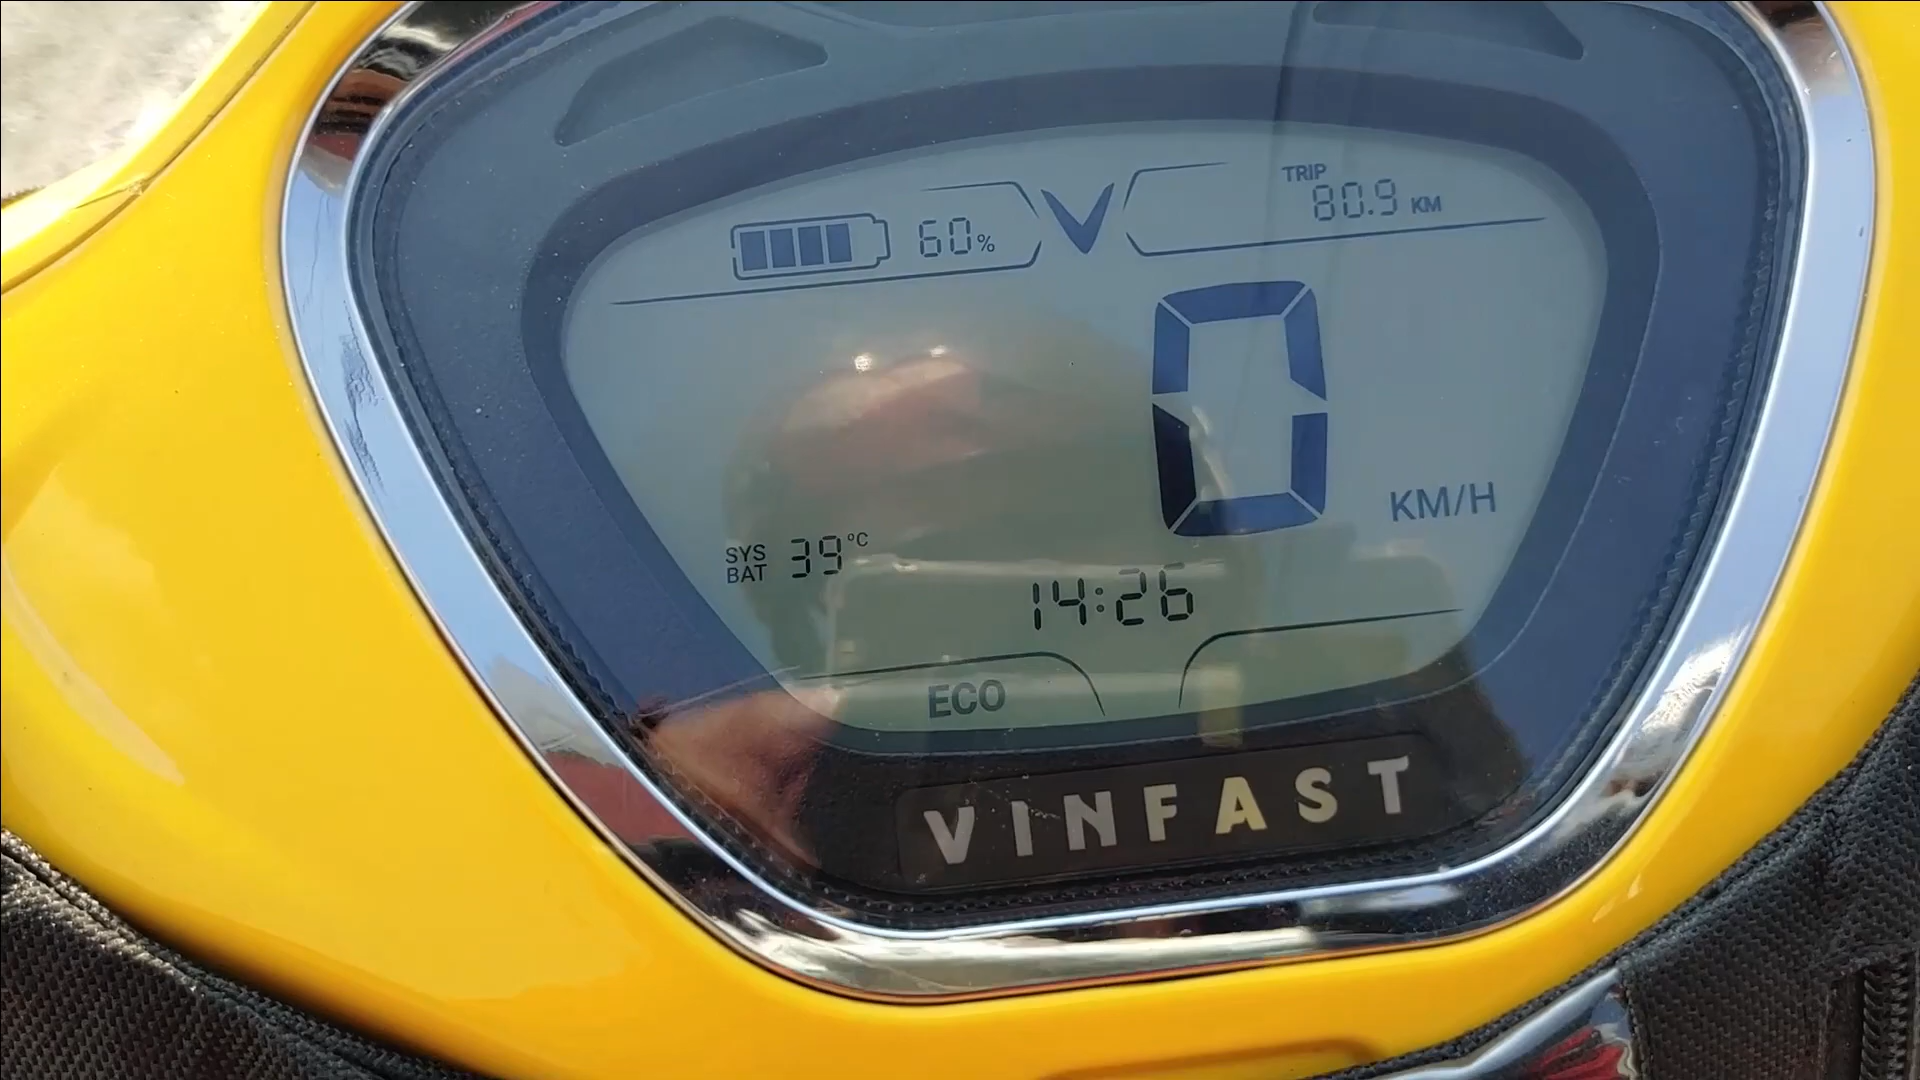 60%
TRIP
80.9 KM
0
KM/H
SYS
BAT
39°C
14:26
ECO
VINFAST